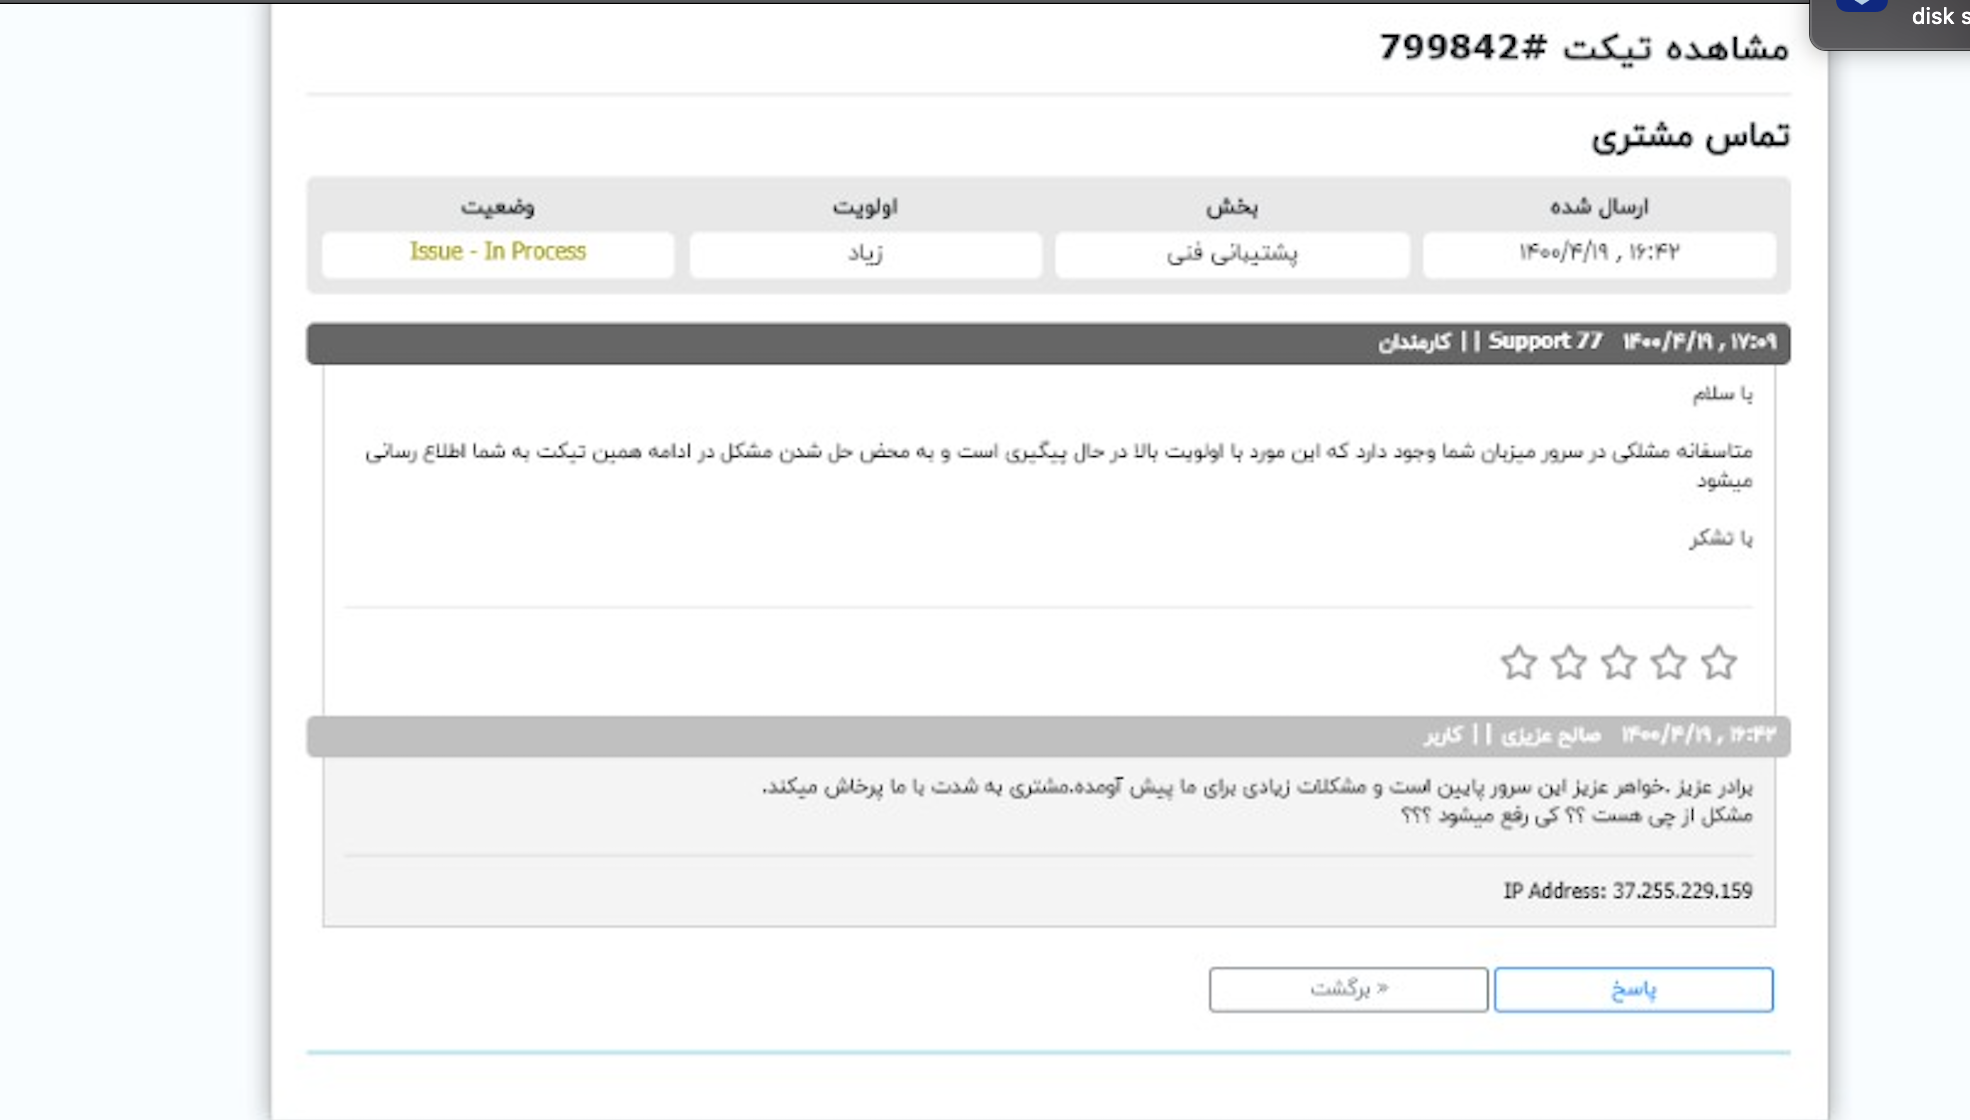 disk s
مشاهده تیکت #799842
تماس مشتری
ارسال شده بخش اولویت وضعیت
۱۴۰۰/۴/۱۹ , ۱۶:۴۲ پشتیبانی فنی زیاد Issue - In Process
۱۴۰۰/۴/۱۹ , ۱۷:۰۹ Support 77 || کارمندان
با سلام
متاسفانه مشلکی در سرور میزبان شما وجود دارد که این مورد با اولویت بالا در حال پیگیری است و به محض حل شدن مشکل در ادامه همین تیکت به شما اطلاع رسانی
میشود
با تشکر
۱۴۰۰/۴/۱۹ , ۱۶:۴۲ صالح عزیزی || کاربر
برادر عزیز .خواهر عزیز این سرور پایین است و مشکلات زیادی برای ما پیش آومده.مشتری به شدت با ما پرخاش میکند.
مشکل از چی هست ؟؟ کی رفع میشود ؟؟؟
IP Address: 37.255.229.159
پاسخ
« برگشت